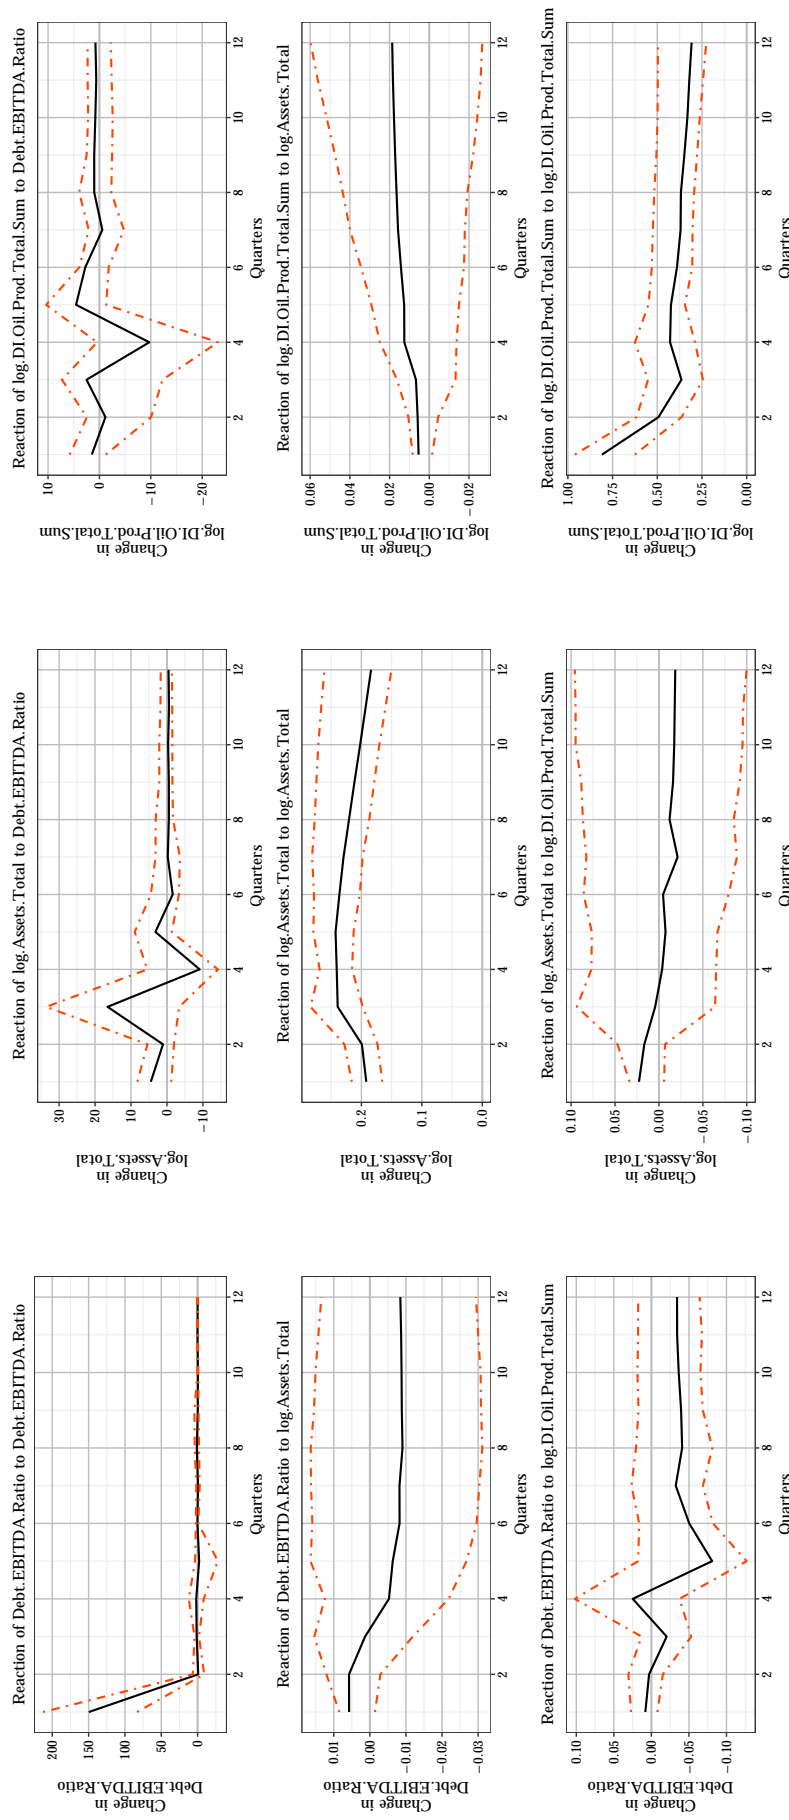 Reaction of Debt.EBITDA.Ratio to Debt.EBITDA.Ratio
Change in
Debt.EBITDA.Ratio
200
150
100
50
0
2
4
6
8
10
12
Quarters
Reaction of log.Assets.Total to Debt.EBITDA.Ratio
Change in
log.Assets.Total
30
20
10
0
−10
2
4
6
8
10
12
Quarters
Reaction of log.DI.Oil.Prod.Total.Sum to Debt.EBITDA.Ratio
Change in
log.DI.Oil.Prod.Total.Sum
10
0
−10
−20
2
4
6
8
10
12
Quarters
Reaction of Debt.EBITDA.Ratio to log.Assets.Total
Change in
Debt.EBITDA.Ratio
0.01
0.00
−0.01
−0.02
−0.03
2
4
6
8
10
12
Quarters
Reaction of log.Assets.Total to log.Assets.Total
Change in
log.Assets.Total
0.2
0.1
0.0
2
4
6
8
10
12
Quarters
Reaction of log.DI.Oil.Prod.Total.Sum to log.Assets.Total
Change in
log.DI.Oil.Prod.Total.Sum
0.06
0.04
0.02
0.00
−0.02
2
4
6
8
10
12
Quarters
Reaction of Debt.EBITDA.Ratio to log.DI.Oil.Prod.Total.Sum
Change in
Debt.EBITDA.Ratio
0.10
0.05
0.00
−0.05
−0.10
2
4
6
8
10
12
Quarters
Reaction of log.Assets.Total to log.DI.Oil.Prod.Total.Sum
Change in
log.Assets.Total
0.10
0.05
0.00
−0.05
−0.10
2
4
6
8
10
12
Quarters
Reaction of log.DI.Oil.Prod.Total.Sum to log.DI.Oil.Prod.Total.Sum
Change in
log.DI.Oil.Prod.Total.Sum
1.00
0.75
0.50
0.25
0.00
2
4
6
8
10
12
Quarters